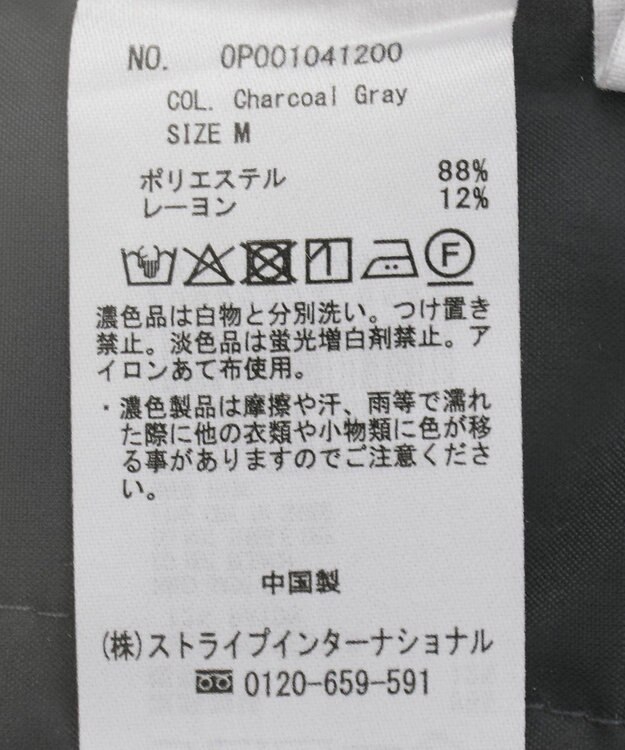 NO. 0P001041200
COL. Charcoal Gray
SIZE M
ポリエステル 88%
レーヨン 12%
F
濃色品は白物と分別洗い。つけ置き
禁止。淡色品は蛍光増白剤禁止。ア
イロンあて布使用。
・濃色製品は摩擦や汗、雨等で濡れ
た際に他の衣類や小物類に色が移
る事がありますのでご注意くださ
い。
中国製
(株)ストライプインターナショナル
0120-659-591